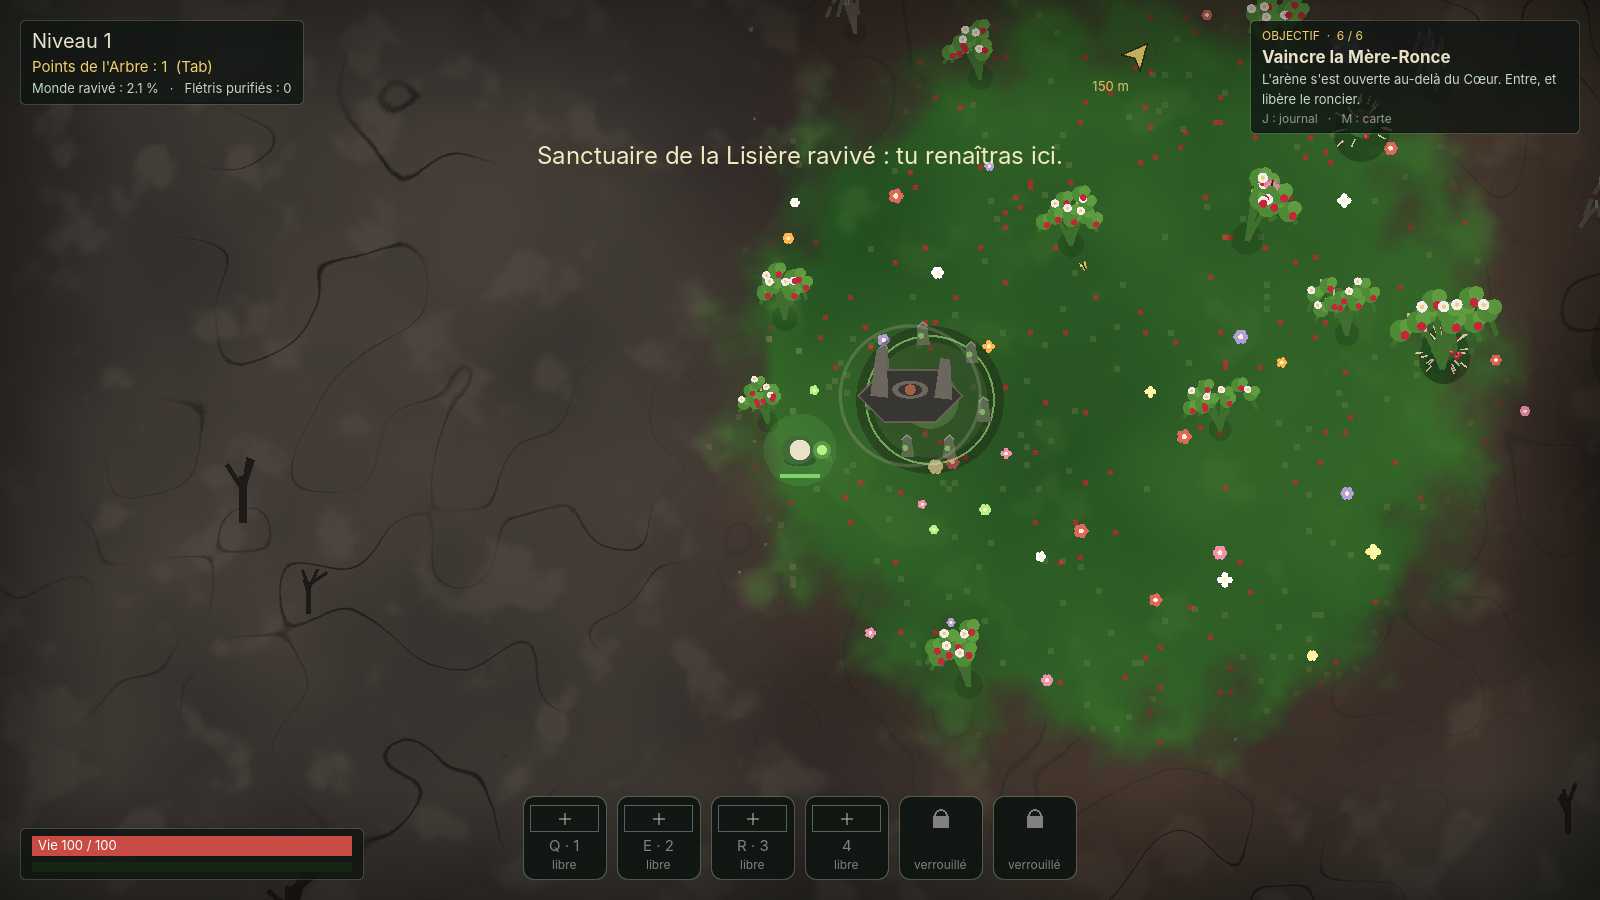 Niveau 1
Points de l'Arbre : 1 (Tab)
Monde ravivé : 2.1 % · Flétris purifiés : 0
150 m
OBJECTIF · 6 / 6
Vaincre la Mère-Ronce
L'arène s'est ouverte au-delà du Cœur. Entre, et
libère le roncier.
J : journal · M : carte
Sanctuaire de la Lisière ravivé : tu renaîtras ici.
Vie 100 / 100
Q · 1
libre
E · 2
libre
R · 3
libre
4
libre
verrouillé
verrouillé